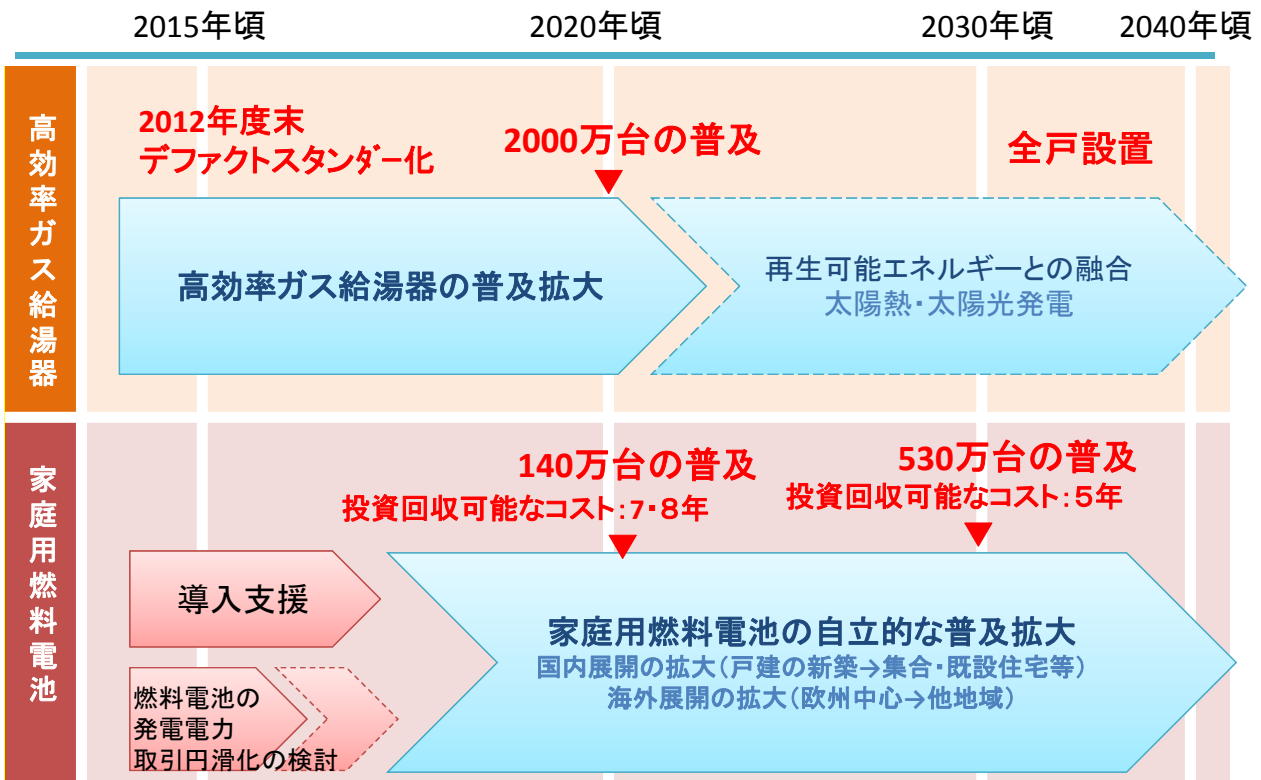 2015年頃
2020年頃
2030年頃
2040年頃
高効率ガス給湯器
2012年度末
デファクトスタンダｰ化
2000万台の普及
全戸設置
高効率ガス給湯器の普及拡大
再生可能エネルギーとの融合
太陽熱・太陽光発電
家庭用燃料電池
140万台の普及
投資回収可能なコスト：７・８年
530万台の普及
投資回収可能なコスト：５年
導入支援
燃料電池の
発電電力
取引円滑化の検討
家庭用燃料電池の自立的な普及拡大
国内展開の拡大（戸建の新築→集合・既設住宅等）
海外展開の拡大（欧州中心→他地域）